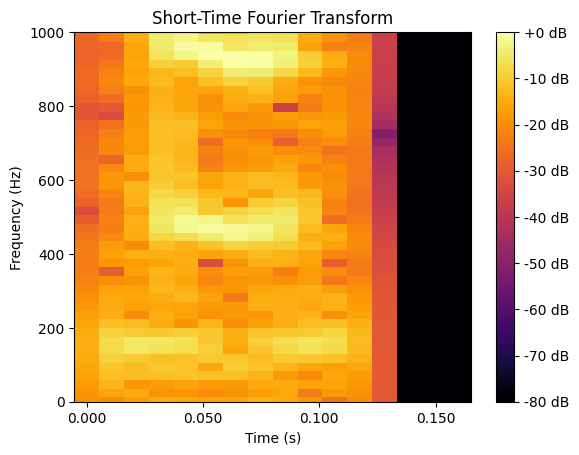 Short-Time Fourier Transform
1000
800
600
400
200
0
Frequency (Hz)
0.000
0.050
0.100
0.150
Time (s)
+0 dB
-10 dB
-20 dB
-30 dB
-40 dB
-50 dB
-60 dB
-70 dB
-80 dB